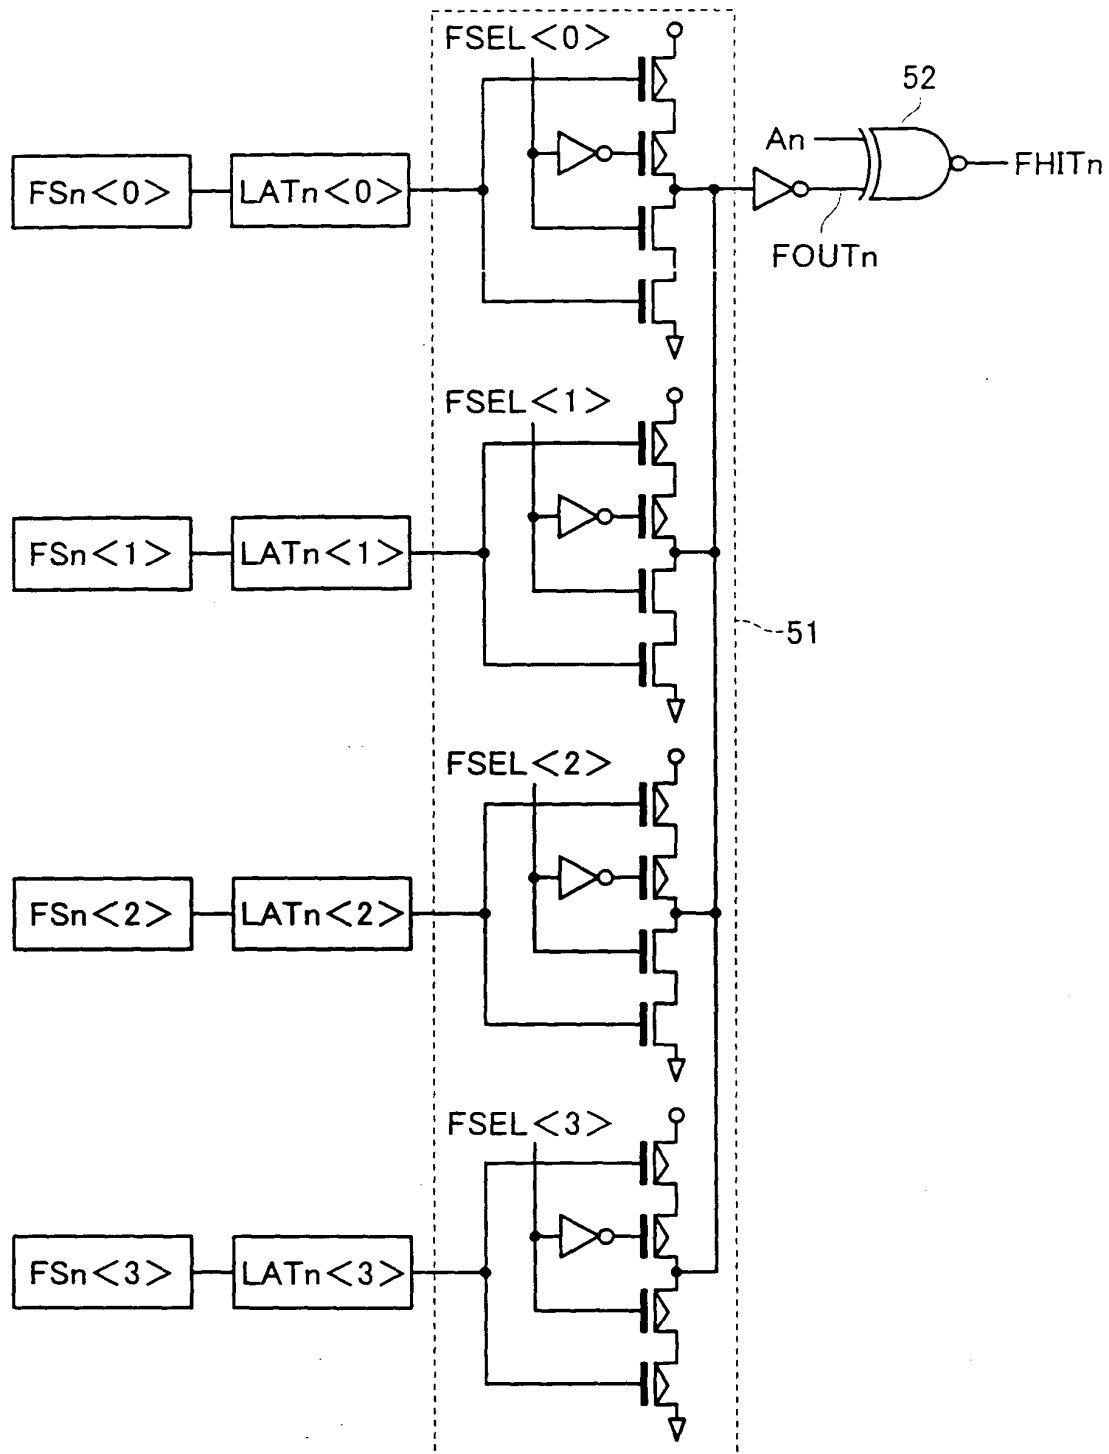 FSEL<0>
52
An
FHITn
FSn<0>
LATn<0>
FOUTn
FSEL<1>
FSn<1>
LATn<1>
51
FSEL<2>
FSn<2>
LATn<2>
FSEL<3>
FSn<3>
LATn<3>